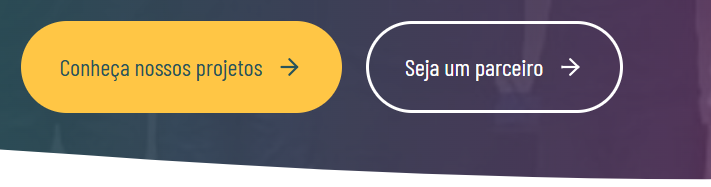 Conheça nossos projetos
Seja um parceiro